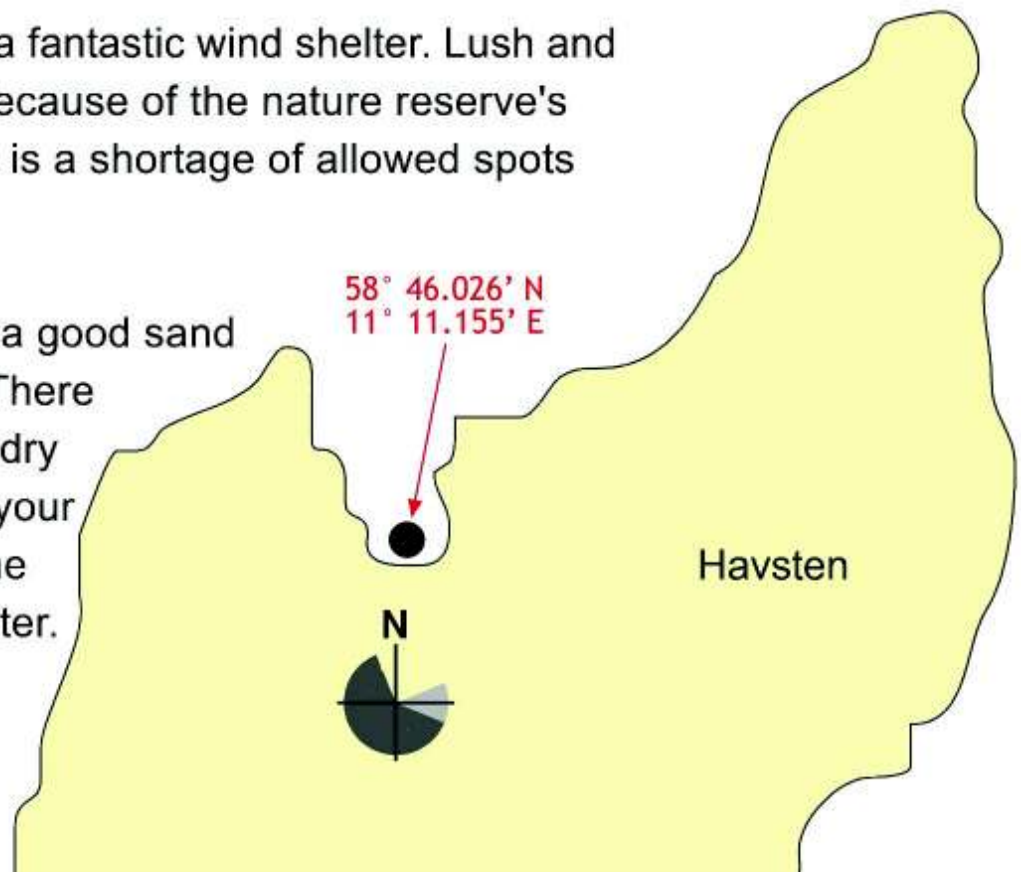 a fantastic wind shelter. Lush and
ecause of the nature reserve's
is a shortage of allowed spots
58° 46.026’ N
11° 11.155’ E
a good sand
There
dry
your
e
ter.
Havsten
N